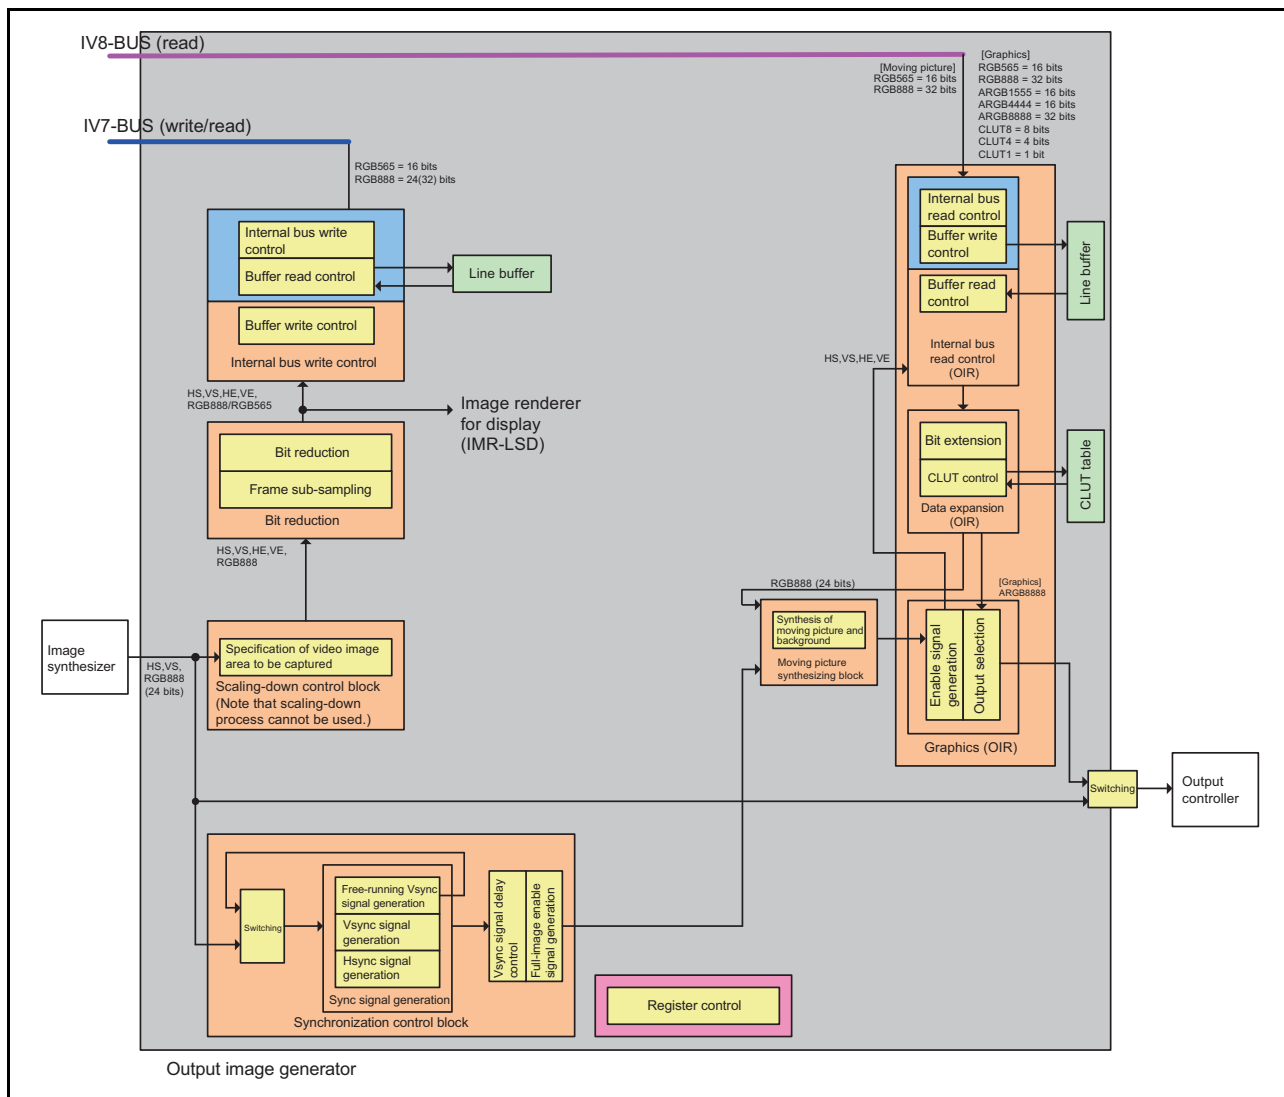 IV8-BUS (read)
[Moving picture]
RGB565 = 16 bits
RGB888 = 32 bits
[Graphics]
RGB565 = 16 bits
RGB888 = 32 bits
ARGB1555 = 16 bits
ARGB4444 = 16 bits
ARGB8888 = 32 bits
CLUT8 = 8 bits
CLUT4 = 4 bits
CLUT1 = 1 bit
IV7-BUS (write/read)
RGB565 = 16 bits
RGB888 = 24(32) bits
Internal bus write
control
Buffer read control
Line buffer
Buffer write control
Internal bus write control
HS,VS,HE,VE,
RGB888/RGB565
Image renderer
for display
(IMR-LSD)
Bit reduction
Frame sub-sampling
Bit reduction
HS,VS,HE,VE,
RGB888
Internal bus
read control
Buffer write
control
Line buffer
Buffer read
control
Internal bus
read control
(OIR)
HS,VS,HE,VE
Bit extension
CLUT control
CLUT table
Data expansion
(OIR)
RGB888 (24 bits)
[Graphics]
ARGB8888
Image
synthesizer
HS,VS,
RGB888
(24 bits)
Specification of video image
area to be captured
Scaling-down control block
(Note that scaling-down
process cannot be used.)
Synthesis of
moving picture and
background
Moving picture
synthesizing block
Enable signal
generation
Output selection
Graphics (OIR)
Switching
Output
controller
Switching
Free-running Vsync
signal generation
Vsync signal
generation
Hsync signal
generation
Sync signal generation
Vsync signal delay
control
Full-image enable
signal generation
Synchronization control block
Register control
Output image generator